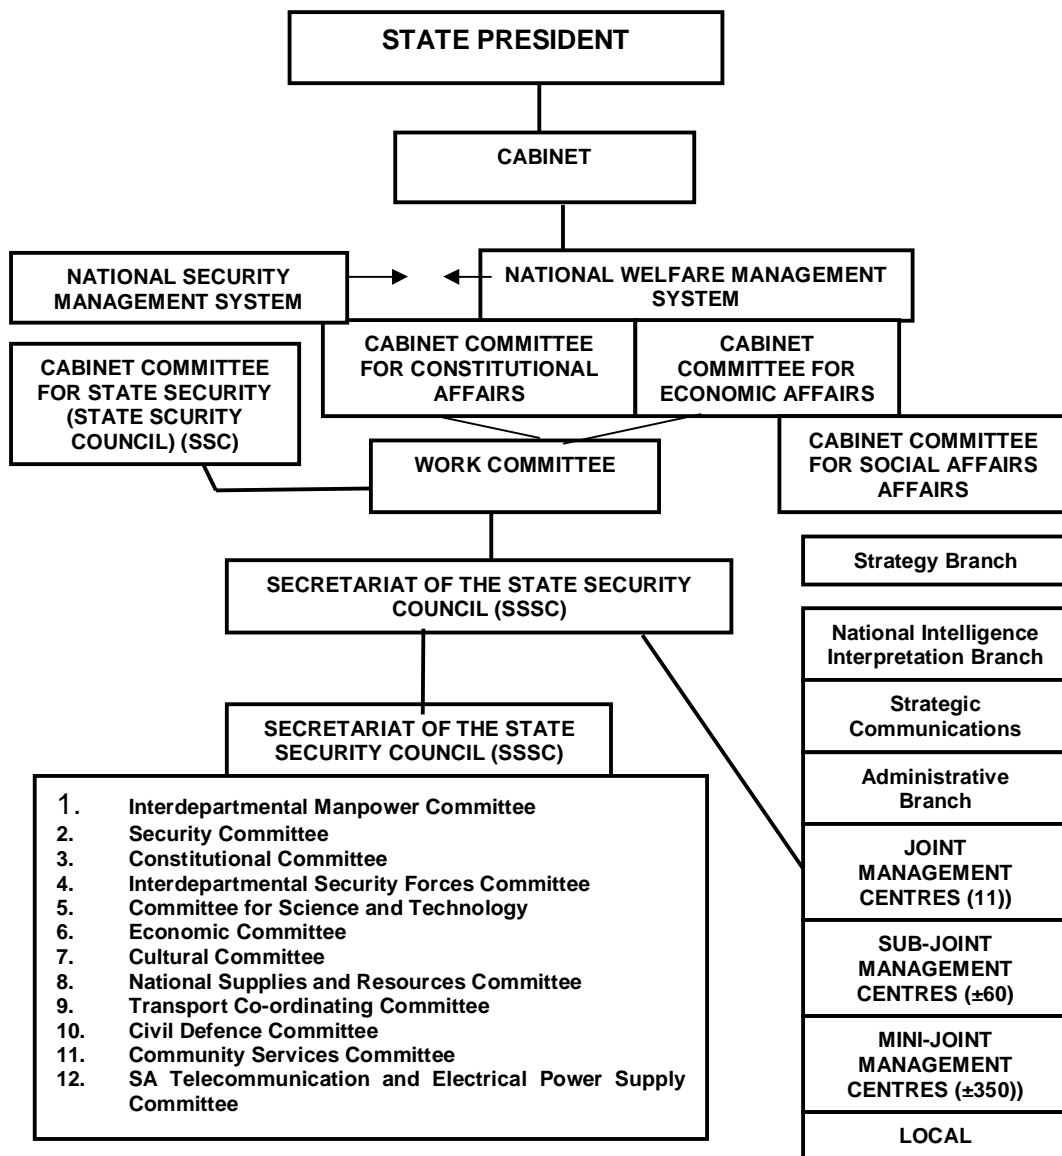 STATE PRESIDENT
CABINET
NATIONAL SECURITY
MANAGEMENT SYSTEM
NATIONAL WELFARE MANAGEMENT
SYSTEM
CABINET COMMITTEE
FOR STATE SECURITY
(STATE SCURITY
COUNCIL) (SSC)
CABINET COMMITTEE
FOR CONSTITUTIONAL
AFFAIRS
CABINET
COMMITTEE FOR
ECONOMIC AFFAIRS
CABINET COMMITTEE
FOR SOCIAL AFFAIRS
AFFAIRS
WORK COMMITTEE
SECRETARIAT OF THE STATE SECURITY
COUNCIL (SSSC)
SECRETARIAT OF THE STATE
SECURITY COUNCIL (SSSC)
1. Interdepartmental Manpower Committee
2. Security Committee
3. Constitutional Committee
4. Interdepartmental Security Forces Committee
5. Committee for Science and Technology
6. Economic Committee
7. Cultural Committee
8. National Supplies and Resources Committee
9. Transport Co-ordinating Committee
10. Civil Defence Committee
11. Community Services Committee
12. SA Telecommunication and Electrical Power Supply
Committee
Strategy Branch
National Intelligence
Interpretation Branch
Strategic
Communications
Administrative
Branch
JOINT
MANAGEMENT
CENTRES (11))
SUB-JOINT
MANAGEMENT
CENTRES (±60)
MINI-JOINT
MANAGEMENT
CENTRES (±350))
LOCAL